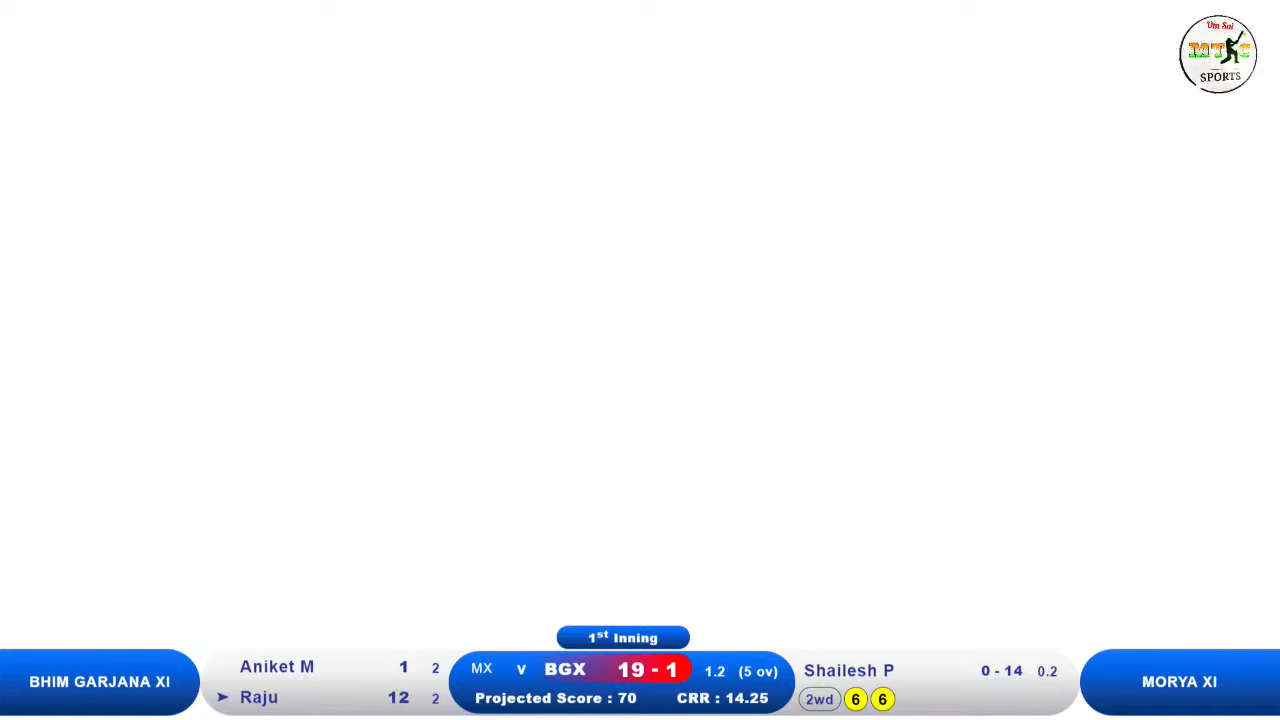 Om Sai
MTCC
SPORTS
1st Inning
BHIM GARJANA XI
Aniket M 1 2
➤ Raju 12 2
MX v BGX 19 - 1 1.2 (5 ov)
Projected Score : 70 CRR : 14.25
Shailesh P 0 - 14 0.2
2wd 6 6
MORYA XI